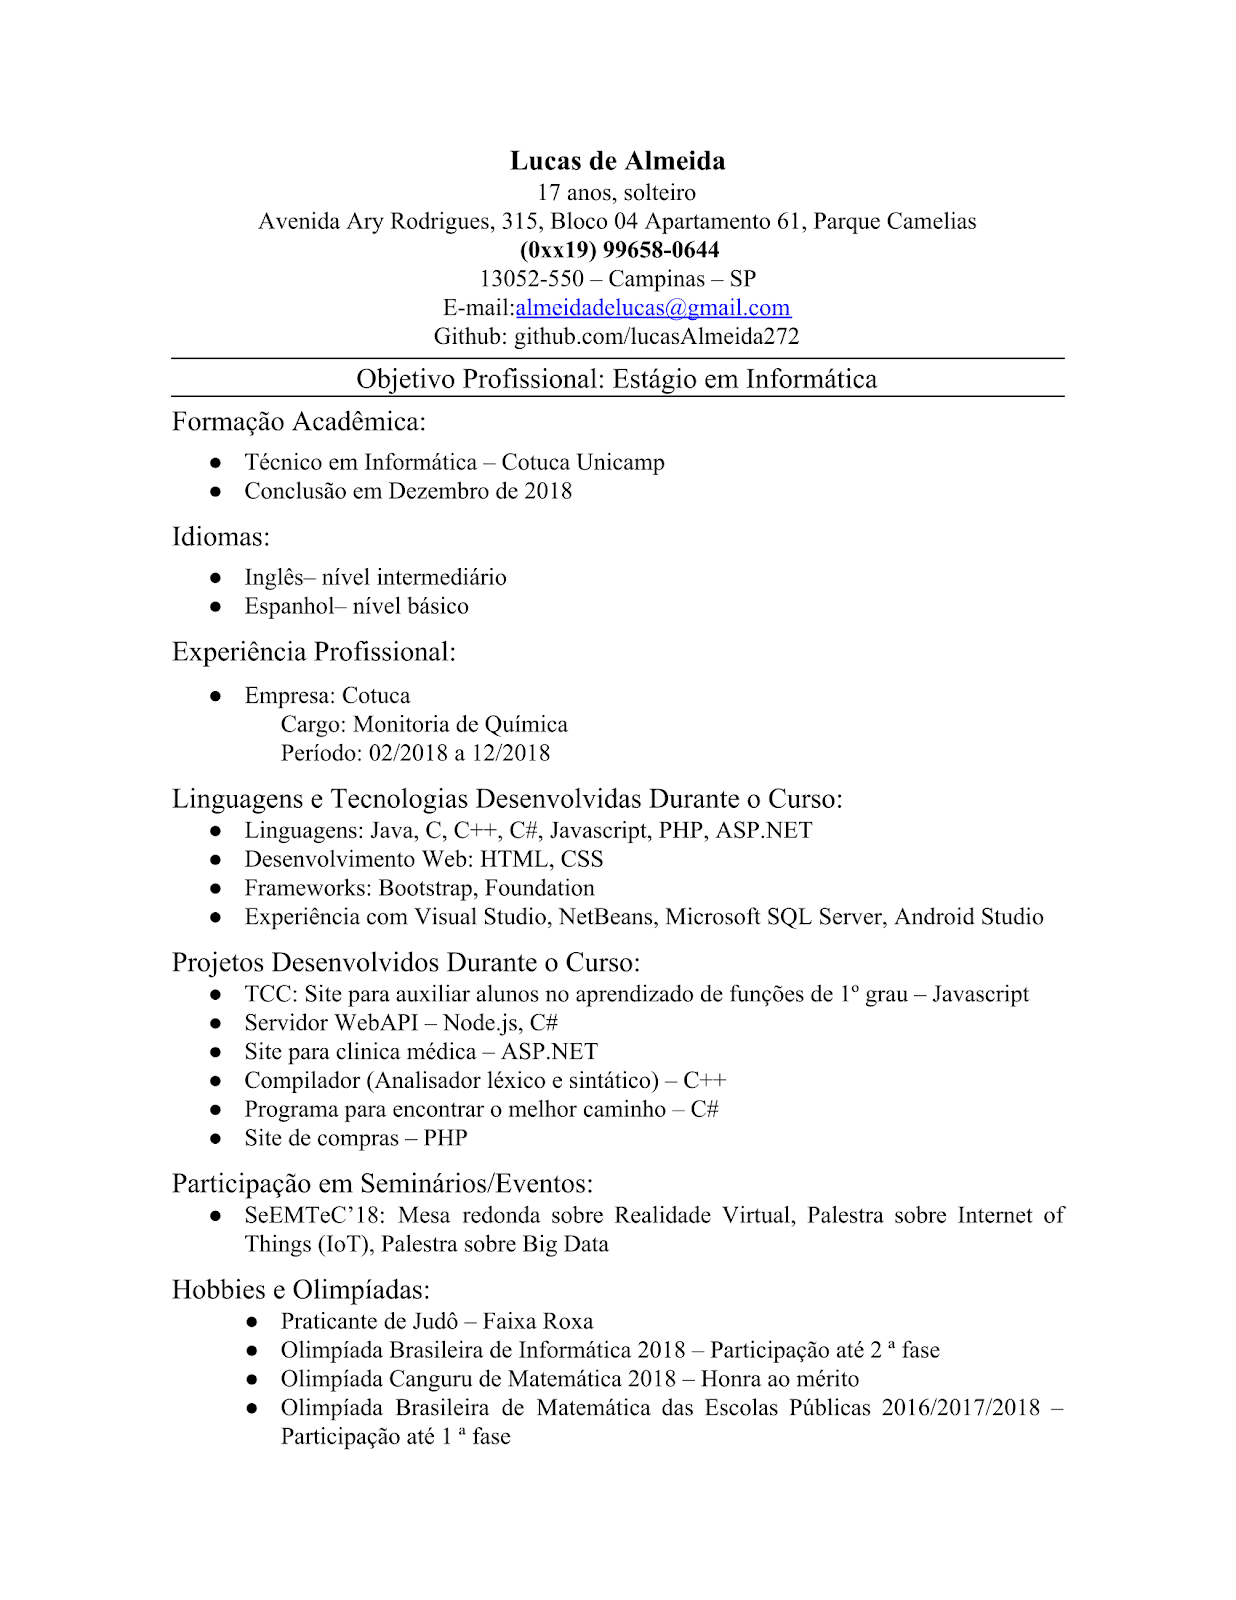 Lucas de Almeida
17 anos, solteiro
Avenida Ary Rodrigues, 315, Bloco 04 Apartamento 61, Parque Camelias
(0xx19) 99658-0644
13052-550 – Campinas – SP
E-mail:almeidadelucas@gmail.com
Github: github.com/lucasAlmeida272
Objetivo Profissional: Estágio em Informática
Formação Acadêmica:
● Técnico em Informática – Cotuca Unicamp
● Conclusão em Dezembro de 2018
Idiomas:
● Inglês– nível intermediário
● Espanhol– nível básico
Experiência Profissional:
● Empresa: Cotuca
Cargo: Monitoria de Química
Período: 02/2018 a 12/2018
Linguagens e Tecnologias Desenvolvidas Durante o Curso:
● Linguagens: Java, C, C++, C#, Javascript, PHP, ASP.NET
● Desenvolvimento Web: HTML, CSS
● Frameworks: Bootstrap, Foundation
● Experiência com Visual Studio, NetBeans, Microsoft SQL Server, Android Studio
Projetos Desenvolvidos Durante o Curso:
● TCC: Site para auxiliar alunos no aprendizado de funções de 1º grau – Javascript
● Servidor WebAPI – Node.js, C#
● Site para clinica médica – ASP.NET
● Compilador (Analisador léxico e sintático) – C++
● Programa para encontrar o melhor caminho – C#
● Site de compras – PHP
Participação em Seminários/Eventos:
● SeEMTeC’18: Mesa redonda sobre Realidade Virtual, Palestra sobre Internet of
Things (IoT), Palestra sobre Big Data
Hobbies e Olimpíadas:
● Praticante de Judô – Faixa Roxa
● Olimpíada Brasileira de Informática 2018 – Participação até 2 ª fase
● Olimpíada Canguru de Matemática 2018 – Honra ao mérito
● Olimpíada Brasileira de Matemática das Escolas Públicas 2016/2017/2018 –
Participação até 1 ª fase